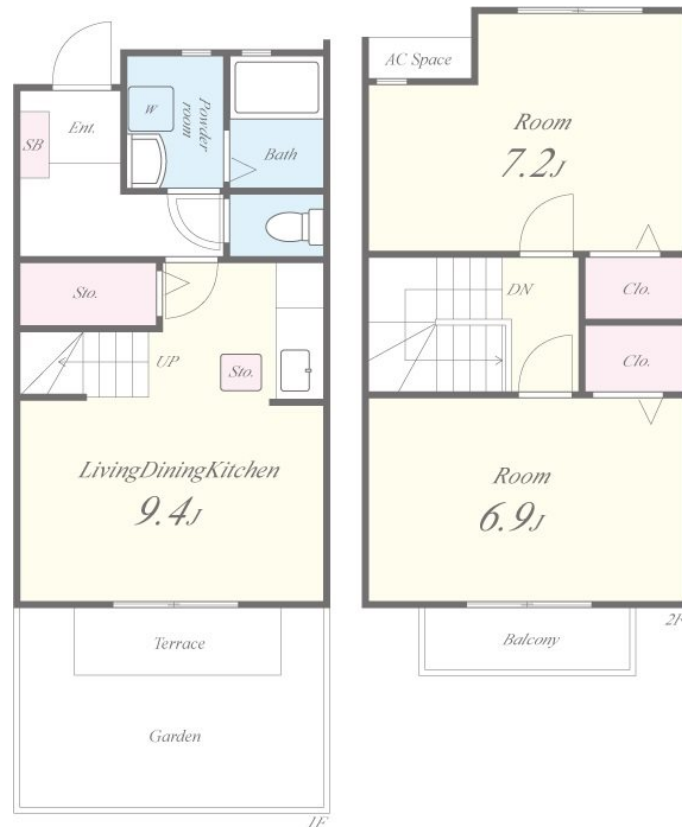 Ent.
SB
W
Powder
room
Bath
Sto.
UP
Sto.
LivingDiningKitchen
9.4J
Terrace
Garden
1F
AC Space
Room
7.2J
DN
Clo.
Clo.
Room
6.9J
Balcony
2F